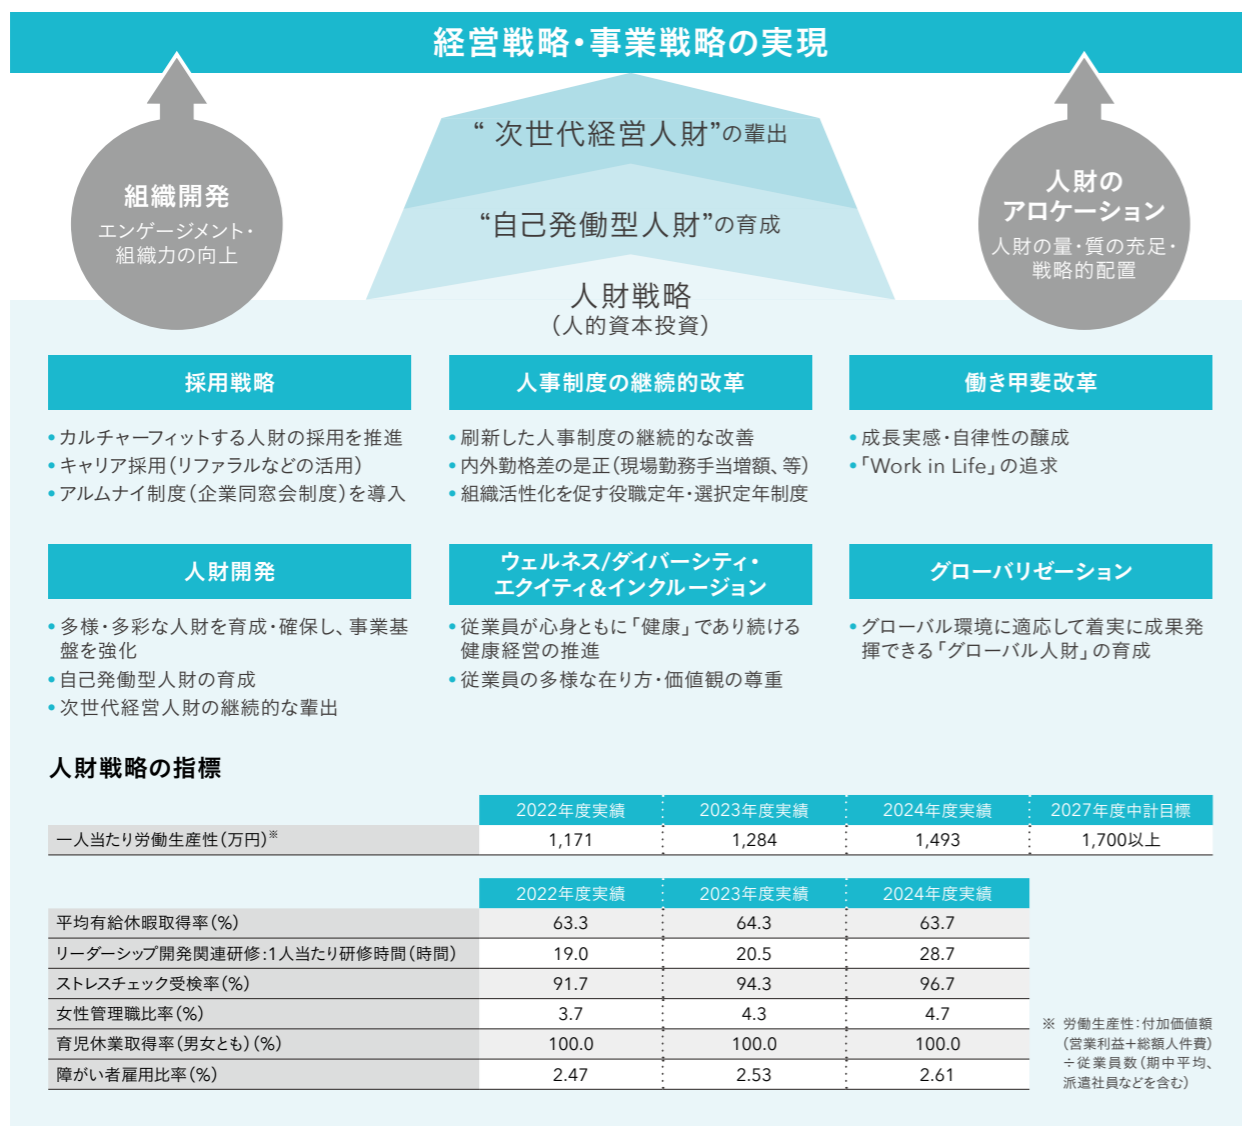 経営戦略・事業戦略の実現
“次世代経営人財”の輩出
“自己発働型人財”の育成
人財戦略
（人的資本投資）
組織開発
エンゲージメント・
組織力の向上
人財の
アロケーション
人財の量・質の充足・
戦略的配置
採用戦略
•カルチャーフィットする人財の採用を推進
•キャリア採用（リファラルなどの活用）
•アルムナイ制度（企業同窓会制度）を導入
人事制度の継続的改革
•刷新した人事制度の継続的な改善
•内外勤格差の是正（現場勤務手当増額、等）
•組織活性化を促す役職定年・選択定年制度
働き甲斐改革
•成長実感・自律性の醸成
•「Work in Life」の追求
人財開発
•多様・多彩な人財を育成・確保し、事業基
盤を強化
•自己発働型人財の育成
•次世代経営人財の継続的な輩出
ウェルネス/ダイバーシティ・
エクイティ&インクルージョン
•従業員が心身ともに「健康」であり続ける
健康経営の推進
•従業員の多様な在り方・価値観の尊重
グローバリゼーション
•グローバル環境に適応して着実に成果発
揮できる「グローバル人財」の育成
人財戦略の指標
2022年度実績 2023年度実績 2024年度実績 2027年度中計目標
一人当たり労働生産性（万円）※ 1,171 1,284 1,493 1,700以上
2022年度実績 2023年度実績 2024年度実績
平均有給休暇取得率（%） 63.3 64.3 63.7
リーダーシップ開発関連研修：1人当たり研修時間（時間） 19.0 20.5 28.7
ストレスチェック受検率（%） 91.7 94.3 96.7
女性管理職比率（%） 3.7 4.3 4.7
育児休業取得率（男女とも）（%） 100.0 100.0 100.0
障がい者雇用比率（%） 2.47 2.53 2.61
※ 労働生産性：付加価値額
（営業利益＋総額人件費）
÷従業員数（期中平均、
派遣社員などを含む）